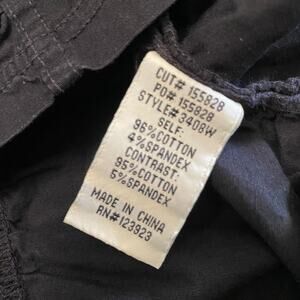 CUT# 155828
PO# 155828
STYLE# 3408W
SELF:
96%COTTON
4%SPANDEX
CONTRAST:
95%COTTON
5%SPANDEX
MADE IN CHINA
RN#123923